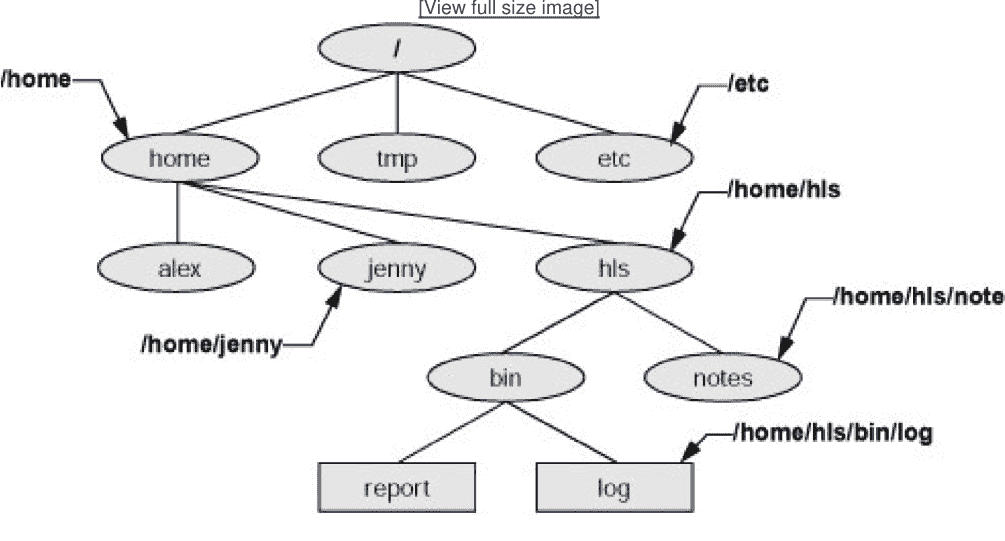 [View full size image]
/
/home
/etc
home
tmp
etc
/home/hls
alex
jenny
hls
/home/hls/note
/home/jenny
bin
notes
/home/hls/bin/log
report
log